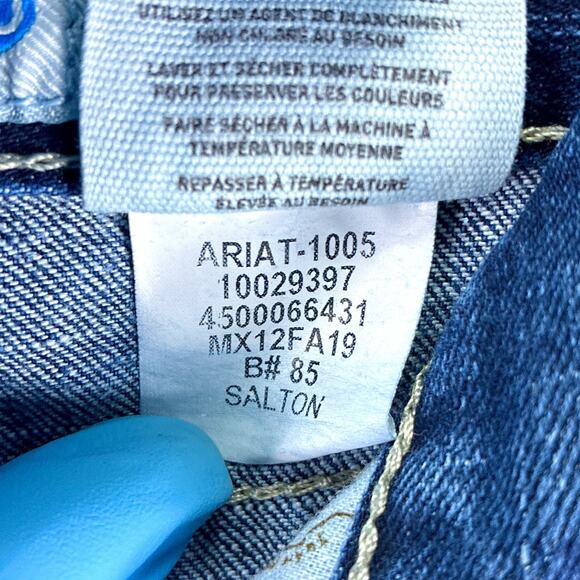 UTILISEZ UN AGENT DE BLANCHIMENT
NON CHLORÉ AU BESOIN
LAVER ET SÉCHER COMPLÈTEMENT
POUR PRÉSERVER LES COULEURS
FAIRE SÉCHER À LA MACHINE À
TEMPÉRATURE MOYENNE
REPASSER À TEMPÉRATURE
ÉLEVÉE AU BESOIN
ARIAT-1005
10029397
4500066431
MX12FA19
B# 85
SALTON